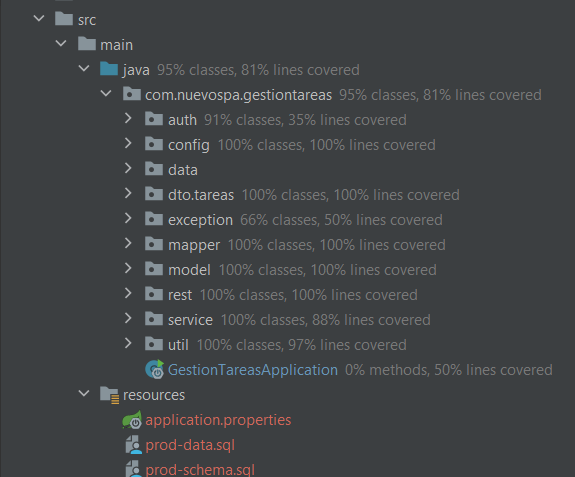 src
main
java 95% classes, 81% lines covered
com.nuevospa.gestiontareas 95% classes, 81% lines covered
auth 91% classes, 35% lines covered
config 100% classes, 100% lines covered
data
dto.tareas 100% classes, 100% lines covered
exception 66% classes, 50% lines covered
mapper 100% classes, 100% lines covered
model 100% classes, 100% lines covered
rest 100% classes, 100% lines covered
service 100% classes, 88% lines covered
util 100% classes, 97% lines covered
GestionTareasApplication 0% methods, 50% lines covered
resources
application.properties
prod-data.sql
prod-schema.sql